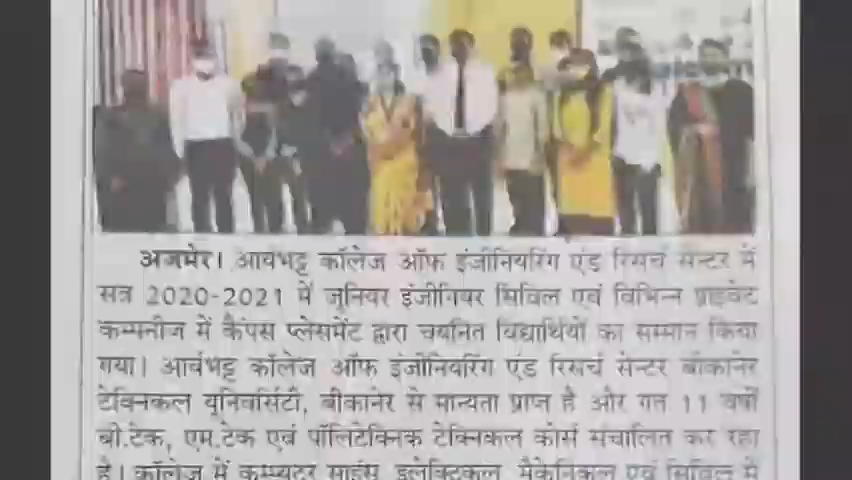 अजमेर। आर्यभट्ट कॉलेज ऑफ इंजीनियरिंग एंड रिसर्च सेन्टर में
सत्र 2020-2021 में जूनियर इंजीनियर सिविल एवं विभिन्न प्राइवेट
कम्पनीज में कैंपस प्लेसमेंट द्वारा चयनित विद्यार्थियों का सम्मान किया
गया। आर्यभट्ट कॉलेज ऑफ इंजीनियरिंग एंड रिसर्च सेन्टर बीकानेर
टेक्निकल यूनिवर्सिटी, बीकानेर से मान्यता प्राप्त है और गत 11 वर्षों
बी.टेक, एम.टेक एवं पॉलिटेक्निक टेक्निकल कोर्स संचालित कर रहा
है। कॉलेज में कम्प्यूटर साइंस, इलेक्ट्रिकल, मैकेनिकल एवं सिविल में